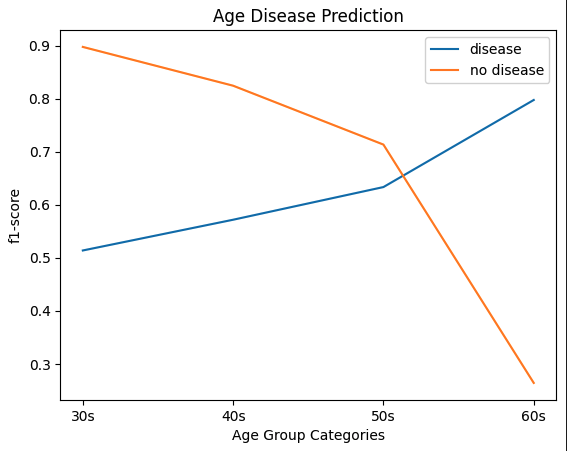 Age Disease Prediction
disease
no disease
f1-score
0.9
0.8
0.7
0.6
0.5
0.4
0.3
30s 40s 50s 60s
Age Group Categories